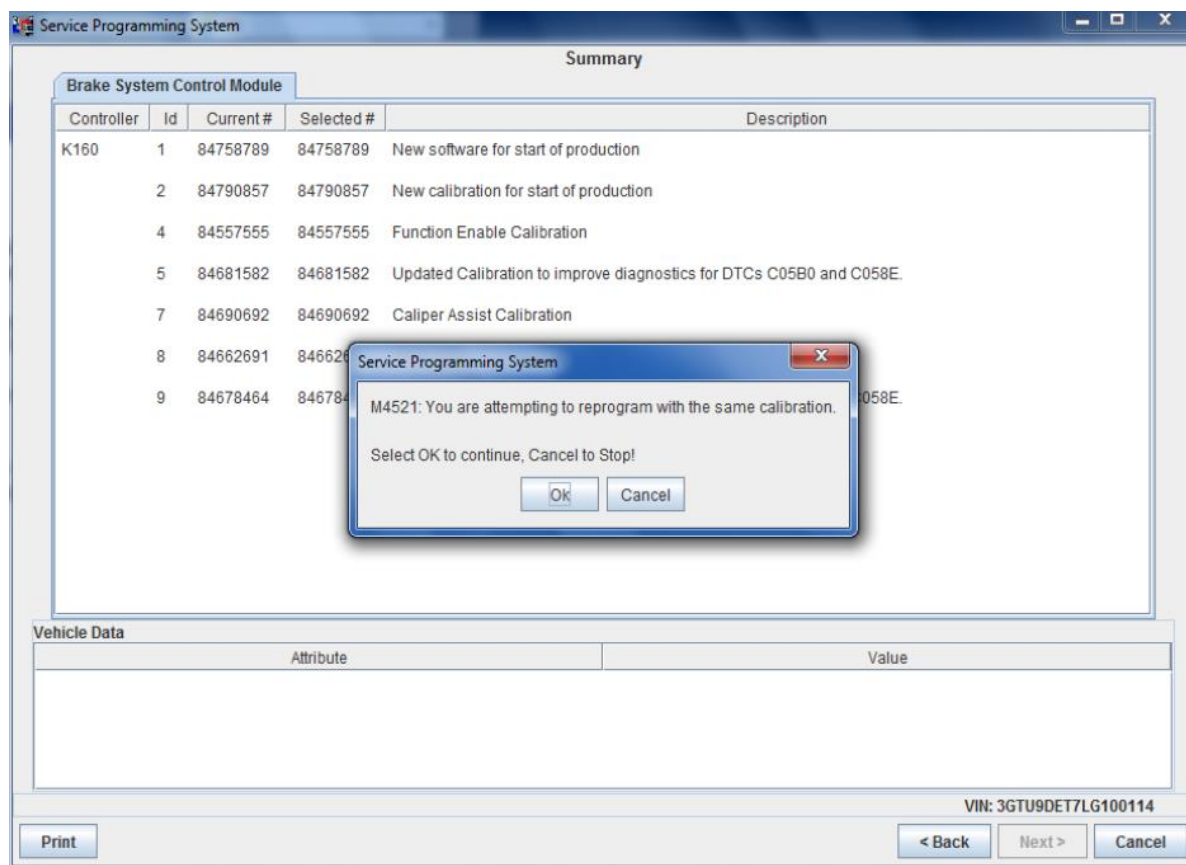 Service Programming System
Summary
Brake System Control Module
Controller Id Current # Selected # Description
K160 1 84758789 84758789 New software for start of production
2 84790857 84790857 New calibration for start of production
4 84557555 84557555 Function Enable Calibration
5 84681582 84681582 Updated Calibration to improve diagnostics for DTCs C05B0 and C058E.
7 84690692 84690692 Caliper Assist Calibration
8 84662691
9 84678464 058E.
Service Programming System
M4521: You are attempting to reprogram with the same calibration.
Select OK to continue, Cancel to Stop!
Ok Cancel
Vehicle Data
Attribute Value
VIN: 3GTU9DET7LG100114
Print < Back Next > Cancel